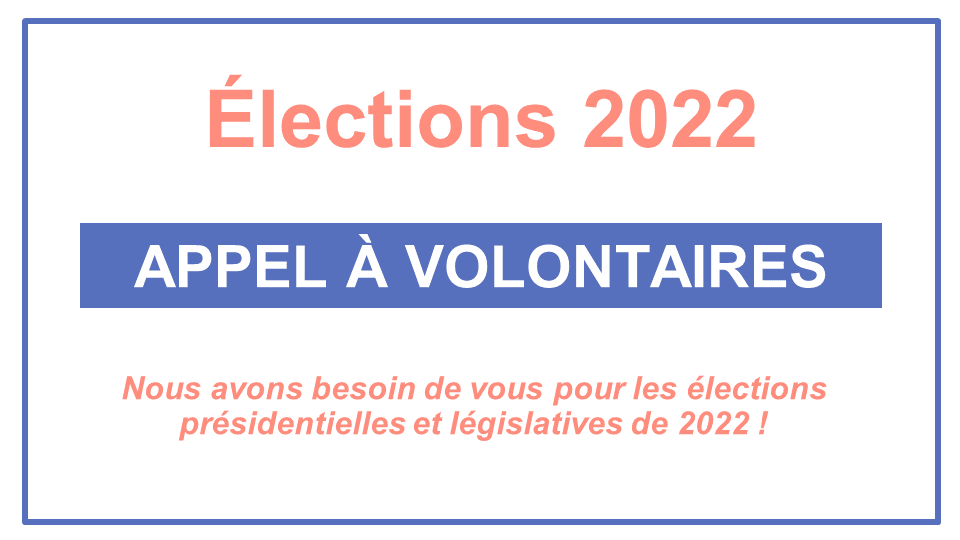 Élections 2022
APPEL À VOLONTAIRES
Nous avons besoin de vous pour les élections
présidentielles et législatives de 2022 !